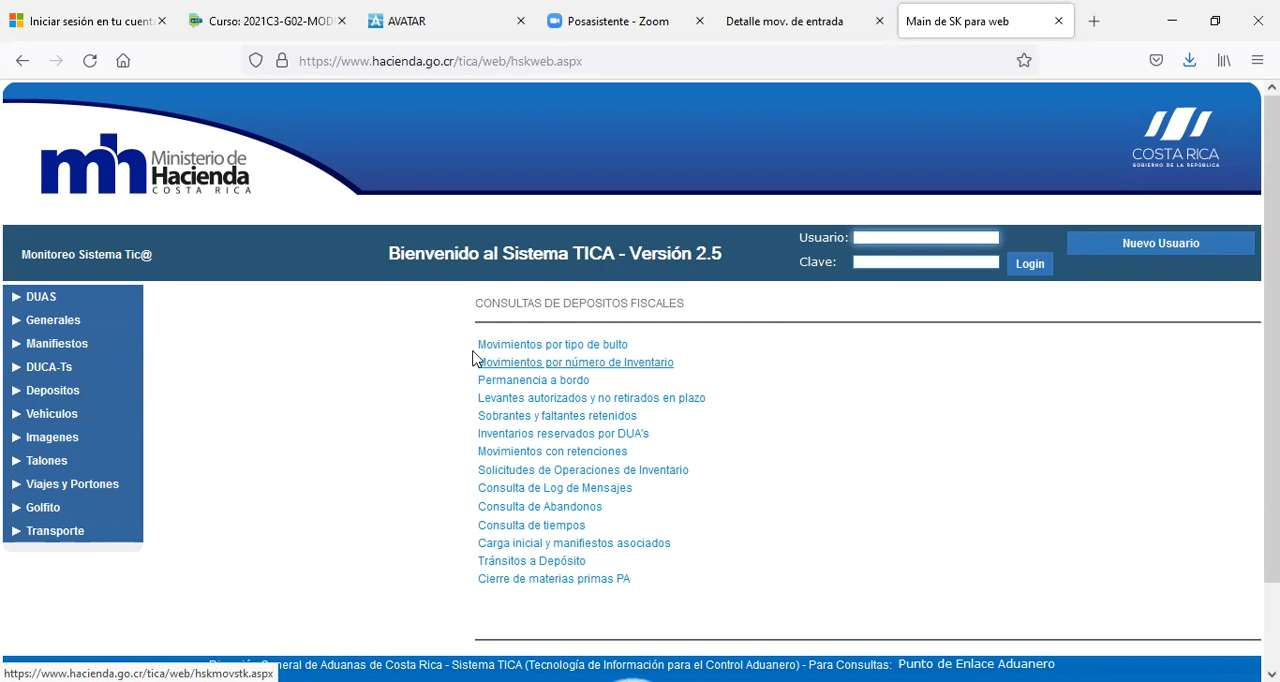 Iniciar sesión en tu cuent
Curso: 2021C3-G02-MOD
AVATAR
Posasistente - Zoom
Detalle mov. de entrada
Main de SK para web
https://www.hacienda.go.cr/tica/web/hskweb.aspx
mh Ministerio de
Hacienda
COSTA RICA
COSTA RICA
GOBIERNO DE LA REPÚBLICA
Monitoreo Sistema Tic@
Bienvenido al Sistema TICA - Versión 2.5
Usuario:
Clave:
Login
Nuevo Usuario
DUAS
Generales
Manifiestos
DUCA-Ts
Depositos
Vehiculos
Imagenes
Talones
Viajes y Portones
Golfito
Transporte
CONSULTAS DE DEPOSITOS FISCALES
Movimientos por tipo de bulto
Movimientos por número de Inventario
Permanencia a bordo
Levantes autorizados y no retirados en plazo
Sobrantes y faltantes retenidos
Inventarios reservados por DUA's
Movimientos con retenciones
Solicitudes de Operaciones de Inventario
Consulta de Log de Mensajes
Consulta de Abandonos
Consulta de tiempos
Carga inicial y manifiestos asociados
Tránsitos a Depósito
Cierre de materias primas PA
General de Aduanas de Costa Rica - Sistema TICA (Tecnología de Información para el Control Aduanero) - Para Consultas: Punto de Enlace Aduanero
https://www.hacienda.go.cr/tica/web/hskmovstk.aspx